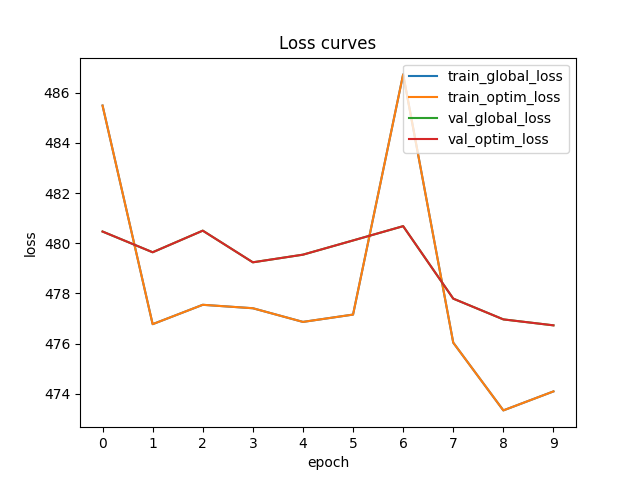 Loss curves
train_global_loss
train_optim_loss
val_global_loss
val_optim_loss
486
484
482
480
478
476
474
loss
0 1 2 3 4 5 6 7 8 9
epoch